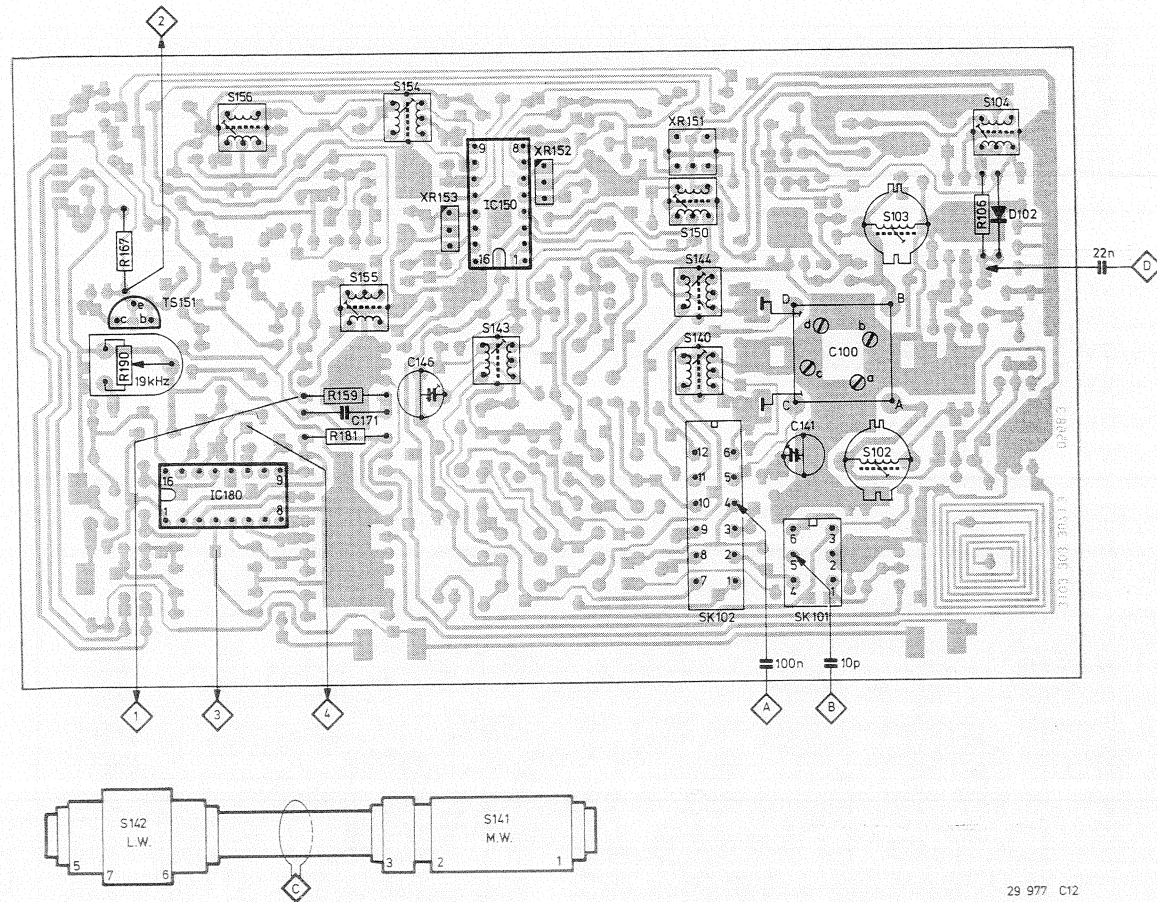 2
S156
S154
S104
XR151
9
8
XR152
IC150
XR153
16
1
S150
S103
R106
D102
R167
22n
D
S144
S155
TS151
e
c
b
D
B
d
b
C100
c
a
C
A
S143
S140
R190
19kHz
C146
R159
C171
R181
C141
S102
16
9
IC180
1
8
12
6
11
5
10
4
9
3
8
2
7
1
SK102
6
3
5
2
4
1
SK101
100n
10p
1
3
4
A
B
S142
L.W.
5
7
6
C
S141
M.W.
3
2
1
29 977 C12